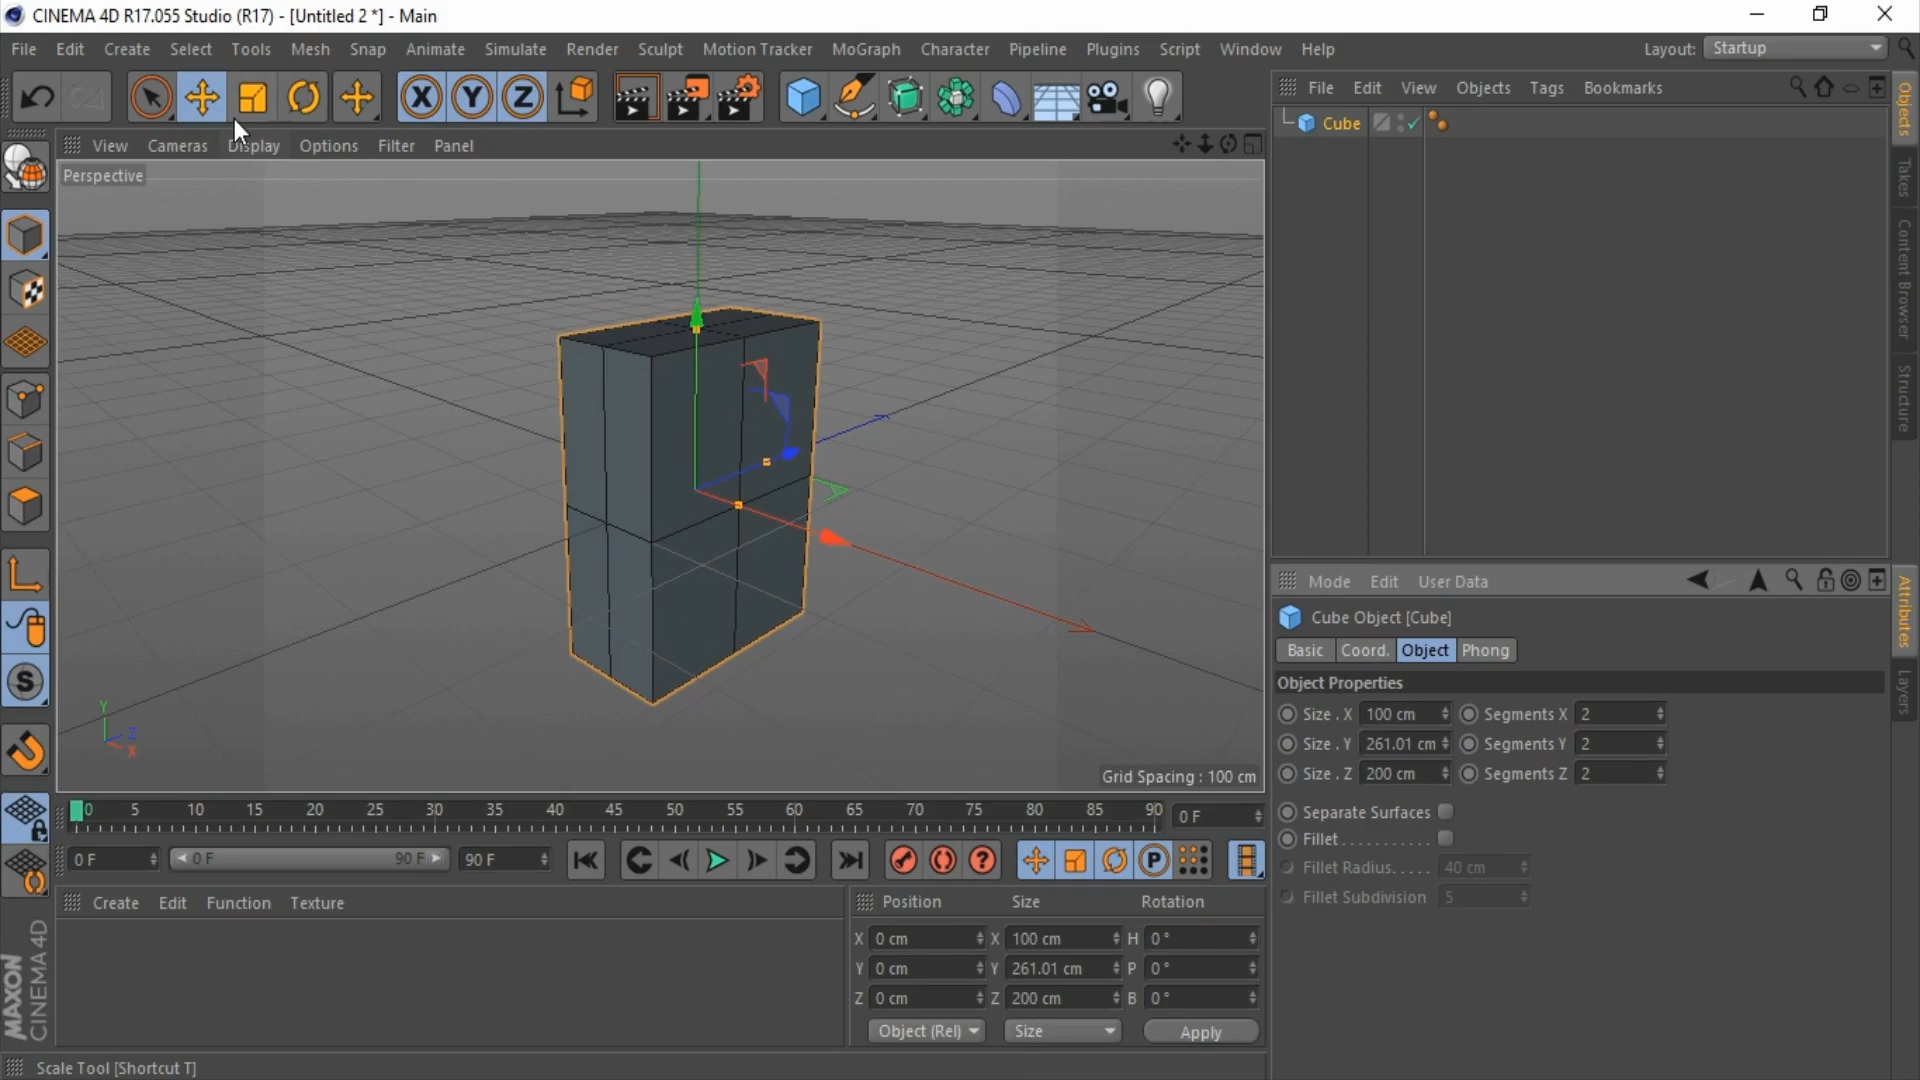 CINEMA 4D R17.055 Studio (R17) - [Untitled 2 *] - Main
File Edit Create Select Tools Mesh Snap Animate Simulate Render Sculpt Motion Tracker MoGraph Character Pipeline Plugins Script Window Help Layout: Startup
X Y Z
File Edit View Objects Tags Bookmarks
Cube
View Cameras Display Options Filter Panel
Perspective
Y
Z
X
Grid Spacing : 100 cm
Objects
Takes
Content Browser
Structure
Mode Edit User Data
Cube Object [Cube]
Basic Coord. Object Phong
Object Properties
Size . X 100 cm Segments X 2
Size . Y 261.01 cm Segments Y 2
Size . Z 200 cm Segments Z 2
Separate Surfaces
Fillet
Fillet Radius..... 40 cm
Fillet Subdivision 5
Attributes
Layers
S
0 5 10 15 20 25 30 35 40 45 50 55 60 65 70 75 80 85 90 0 F
0 F 0 F 90 F 90 F ? P
Create Edit Function Texture
Position Size Rotation
X 0 cm X 100 cm H 0 °
Y 0 cm Y 261.01 cm P 0 °
Z 0 cm Z 200 cm B 0 °
Object (Rel) Size Apply
MAXON
CINEMA 4D
Scale Tool [Shortcut T]